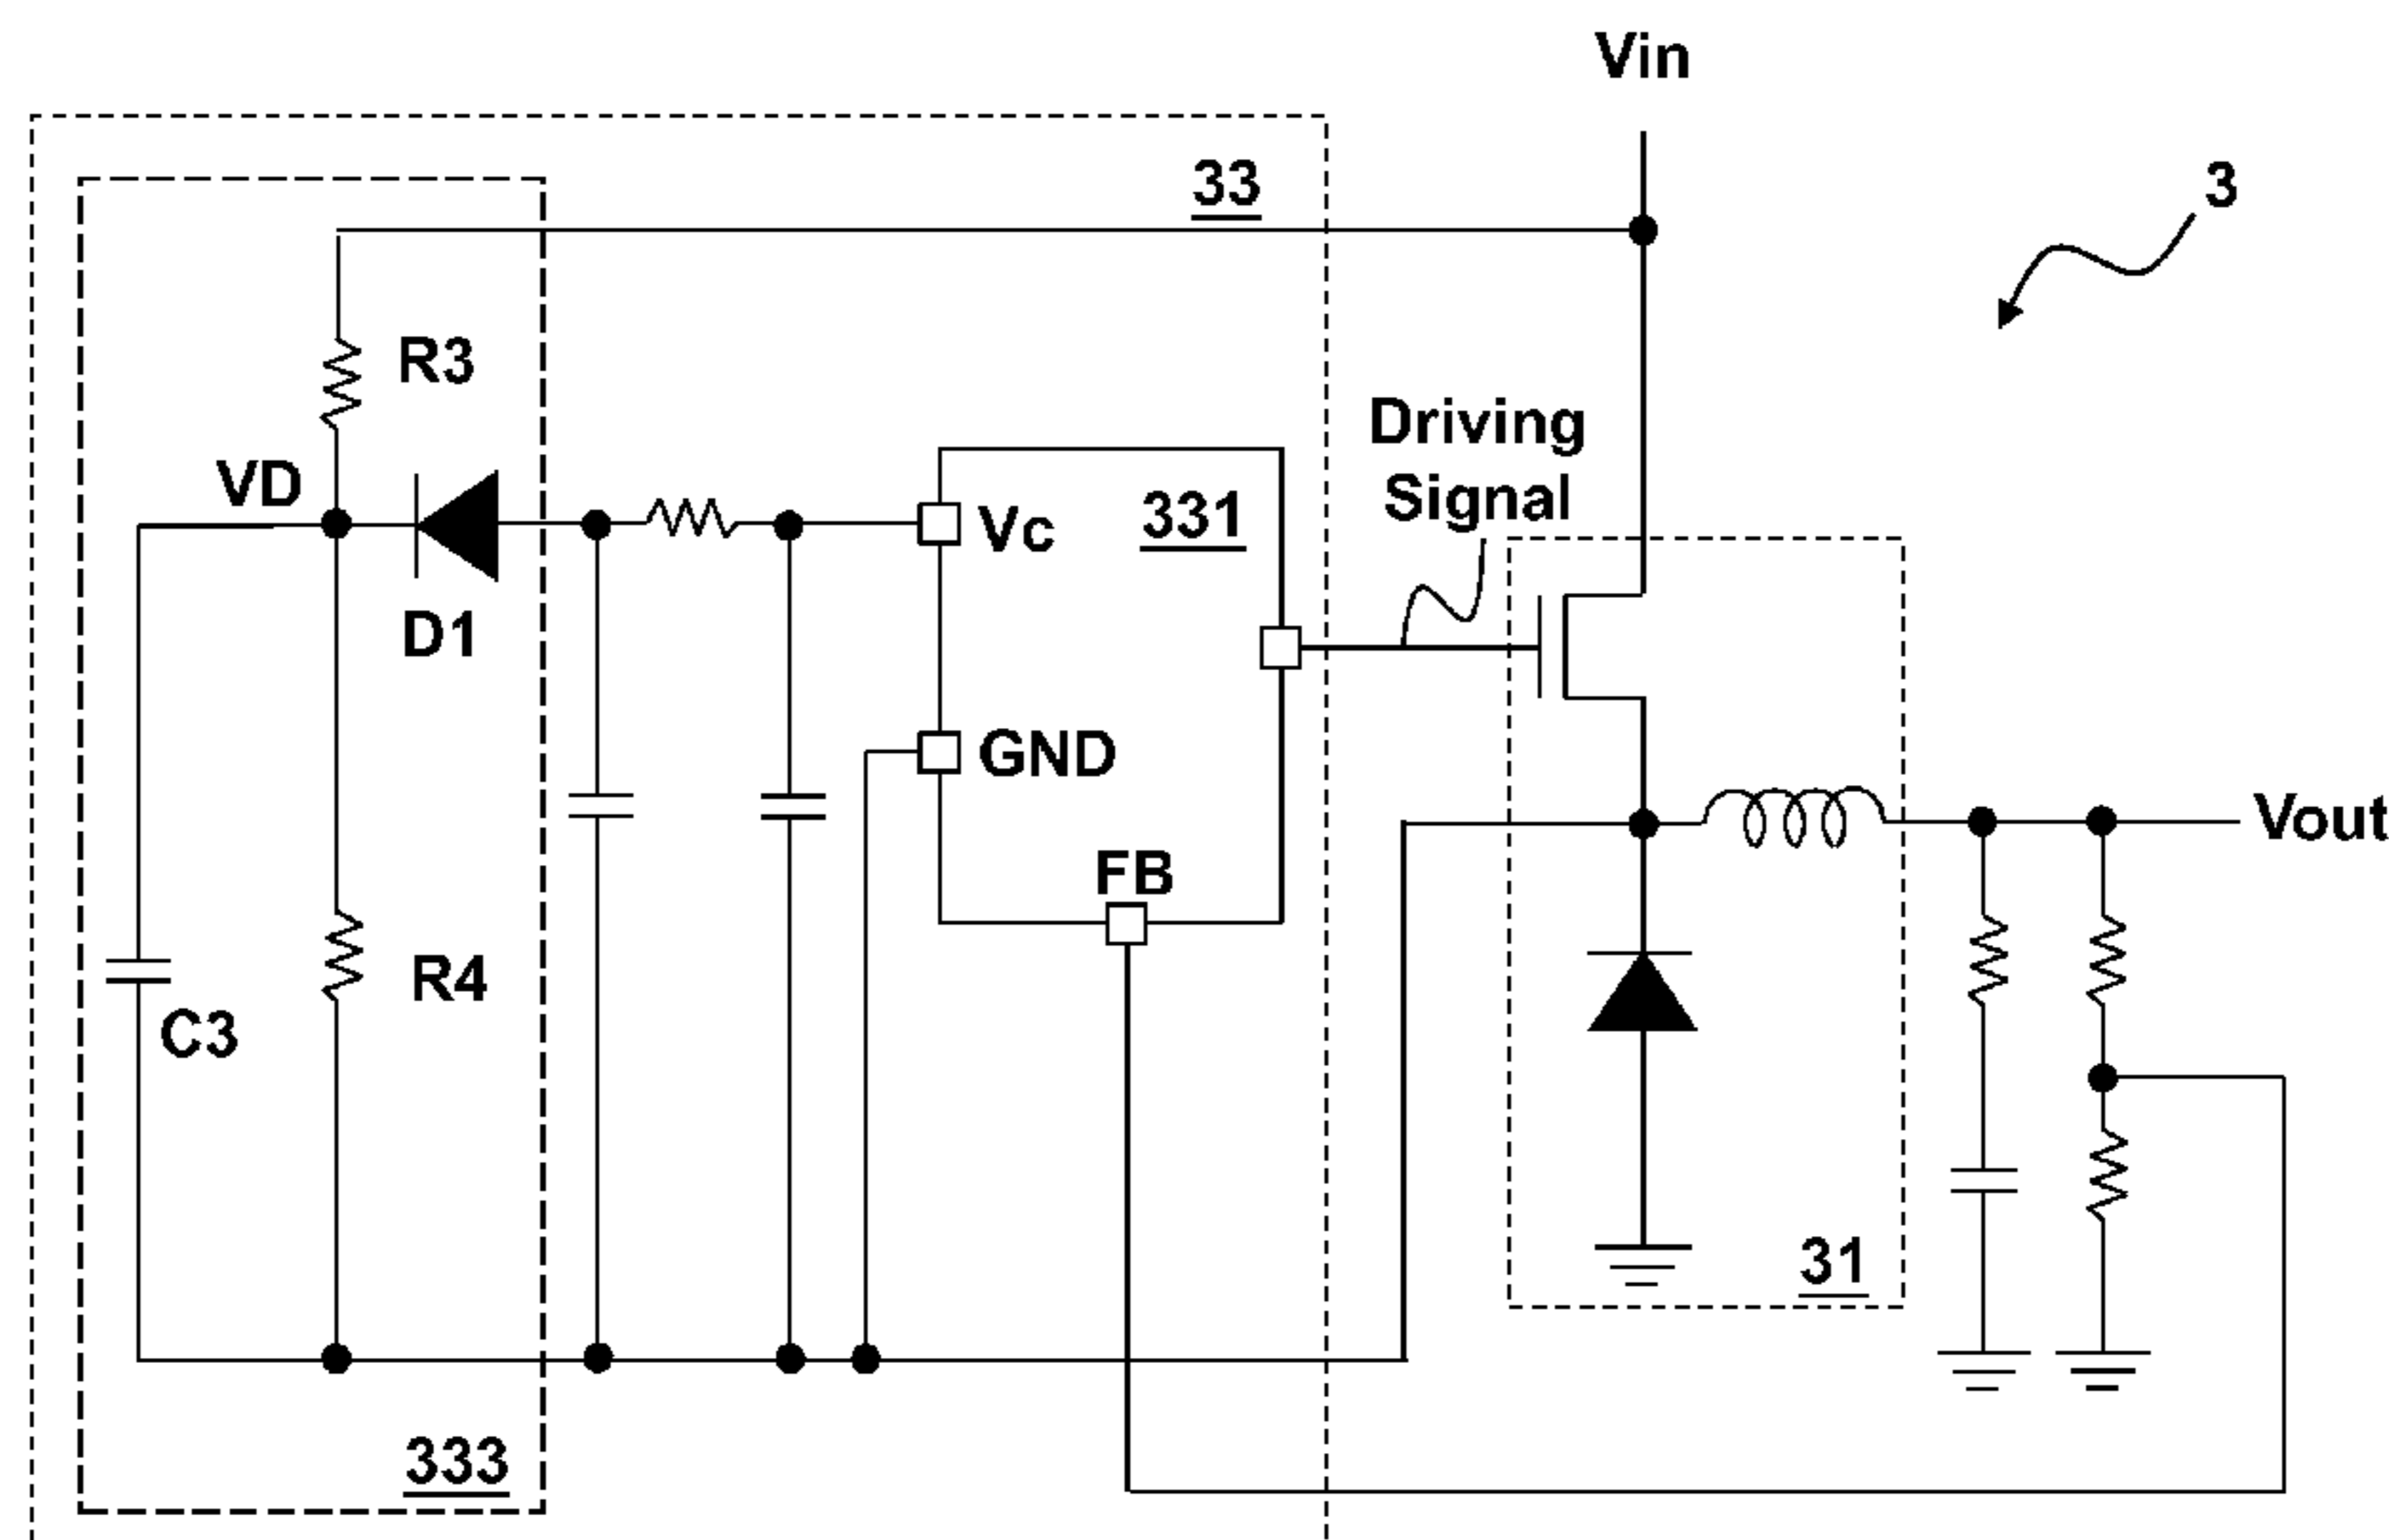 Vin
33
3
R3
Driving
Signal
VD
Vc
331
D1
GND
Vout
FB
R4
C3
31
333